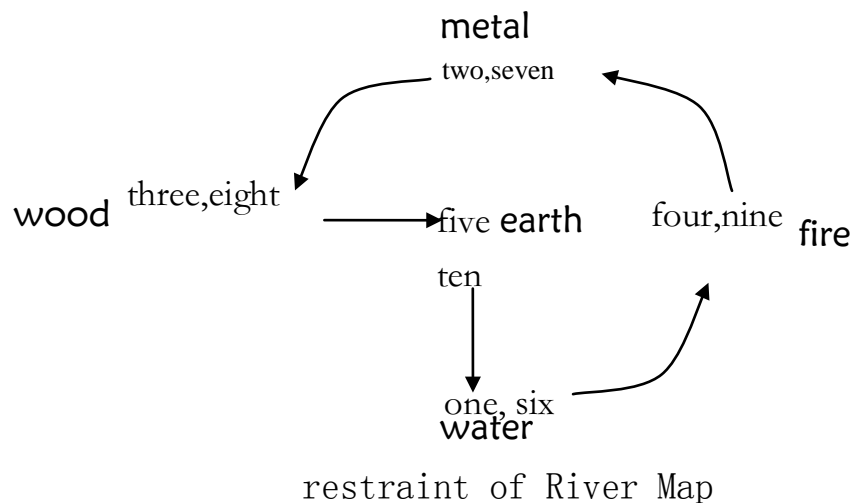 metal
two,seven
three,eight
wood
five earth
four,nine
fire
ten
one, six
water
restraint of River Map